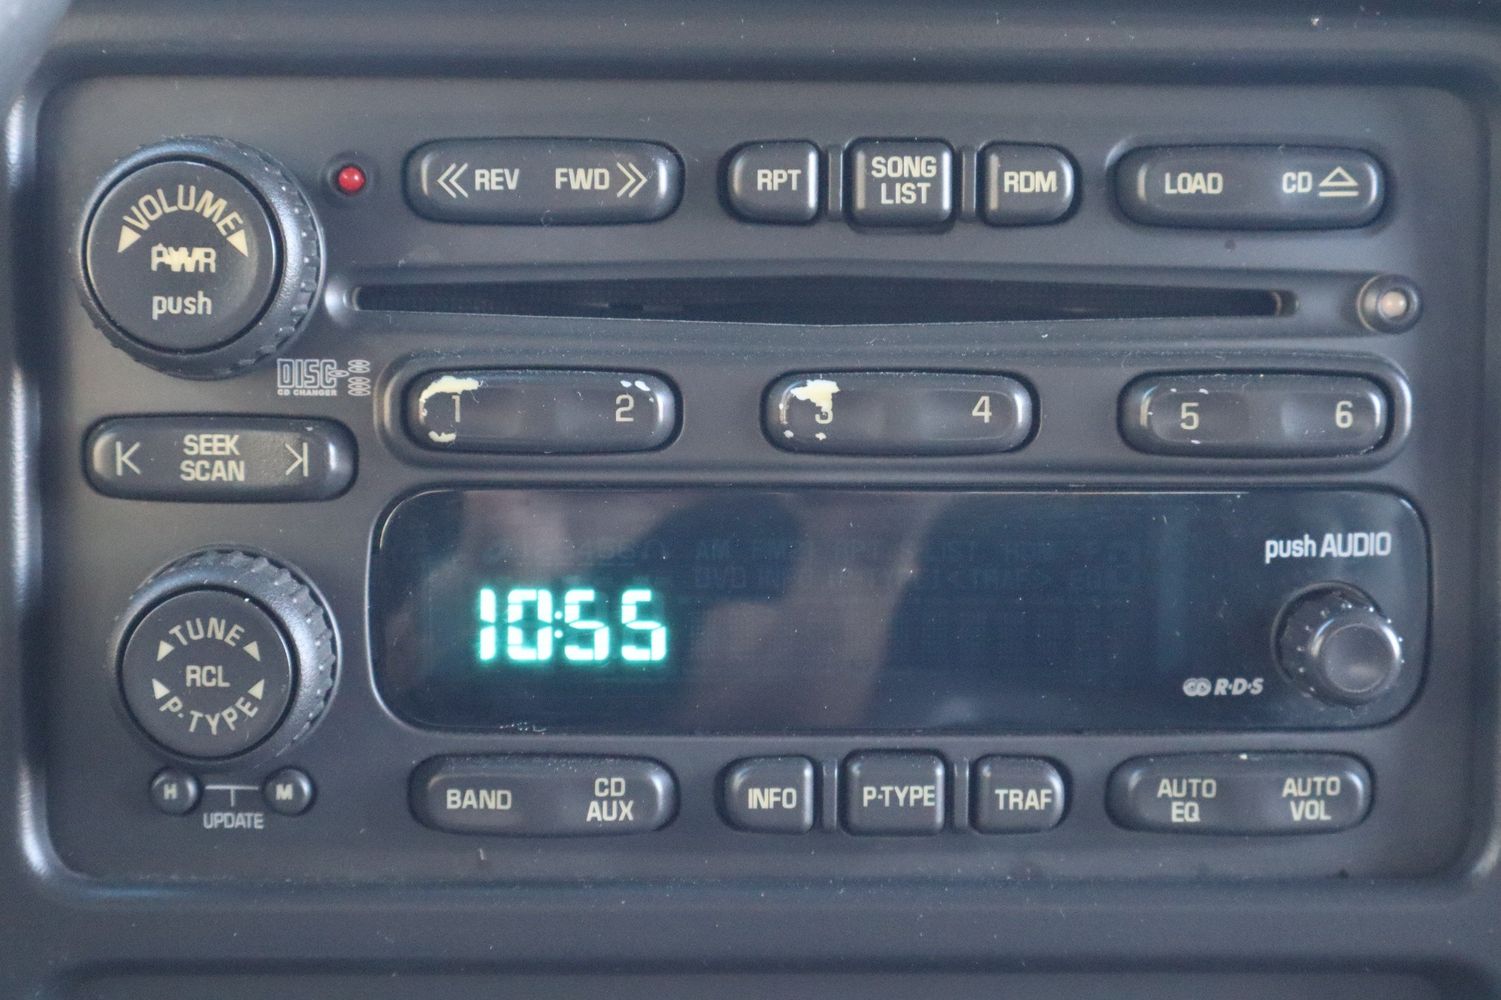 VOLUME
PWR
push
REV FWD
RPT
SONG
LIST
RDM
LOAD CD
DISC
CD CHANGER
1 2
3 4
5 6
SEEK
SCAN
10:55
push AUDIO
R·D·S
TUNE
RCL
P-TYPE
H M
UPDATE
BAND
CD
AUX
INFO
P-TYPE
TRAF
AUTO
EQ
AUTO
VOL